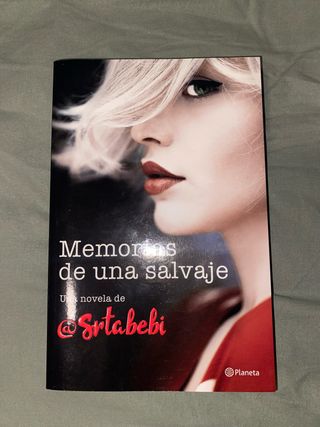 Memorias
de una salvaje
Una novela de
@Srtabebi
Planeta